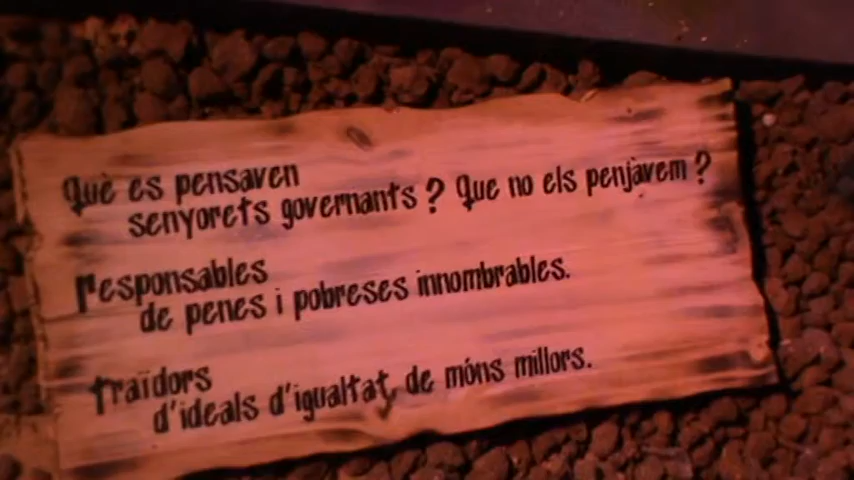 Què es pensaven
senyorets governants? Que no els penjàvem?
responsables
de penes i pobreses innombrables.
traïdors
d'ideals d'igualtat, de móns millors.